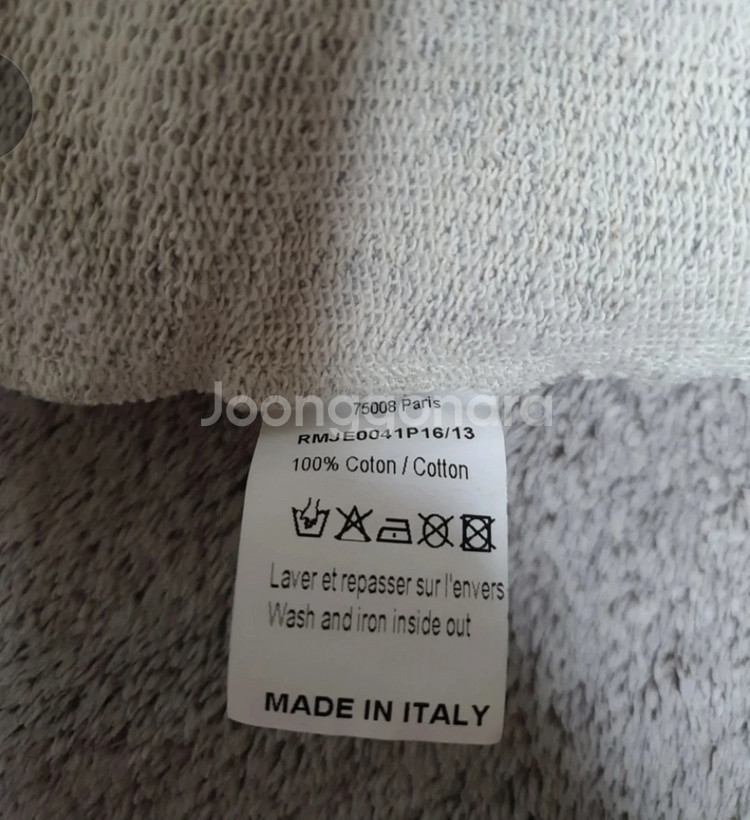 75008 Paris
Joonggonara
RMJE0041P16/13
100% Coton / Cotton
Laver et repasser sur l'envers
Wash and iron inside out
MADE IN ITALY